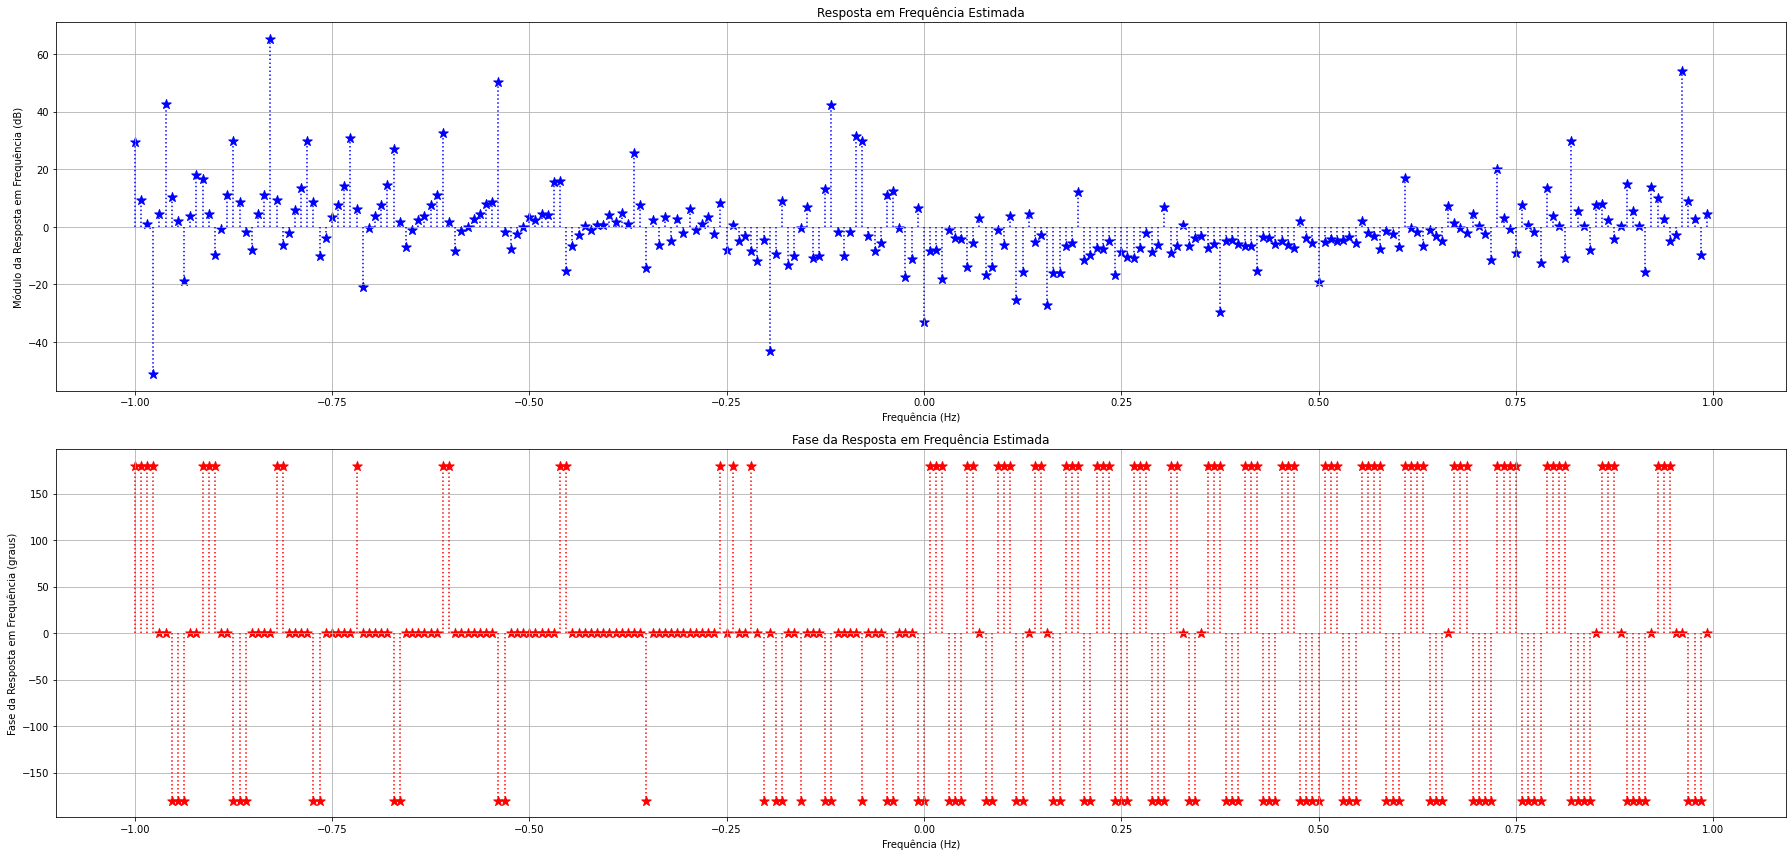 Resposta em Frequência Estimada
Módulo da Resposta em Frequência (dB)
60
40
20
0
−20
−40
−1.00 −0.75 −0.50 −0.25 0.00 0.25 0.50 0.75 1.00
Frequência (Hz)
Fase da Resposta em Frequência Estimada
Fase da Resposta em Frequência (graus)
150
100
50
0
−50
−100
−150
−1.00 −0.75 −0.50 −0.25 0.00 0.25 0.50 0.75 1.00
Frequência (Hz)